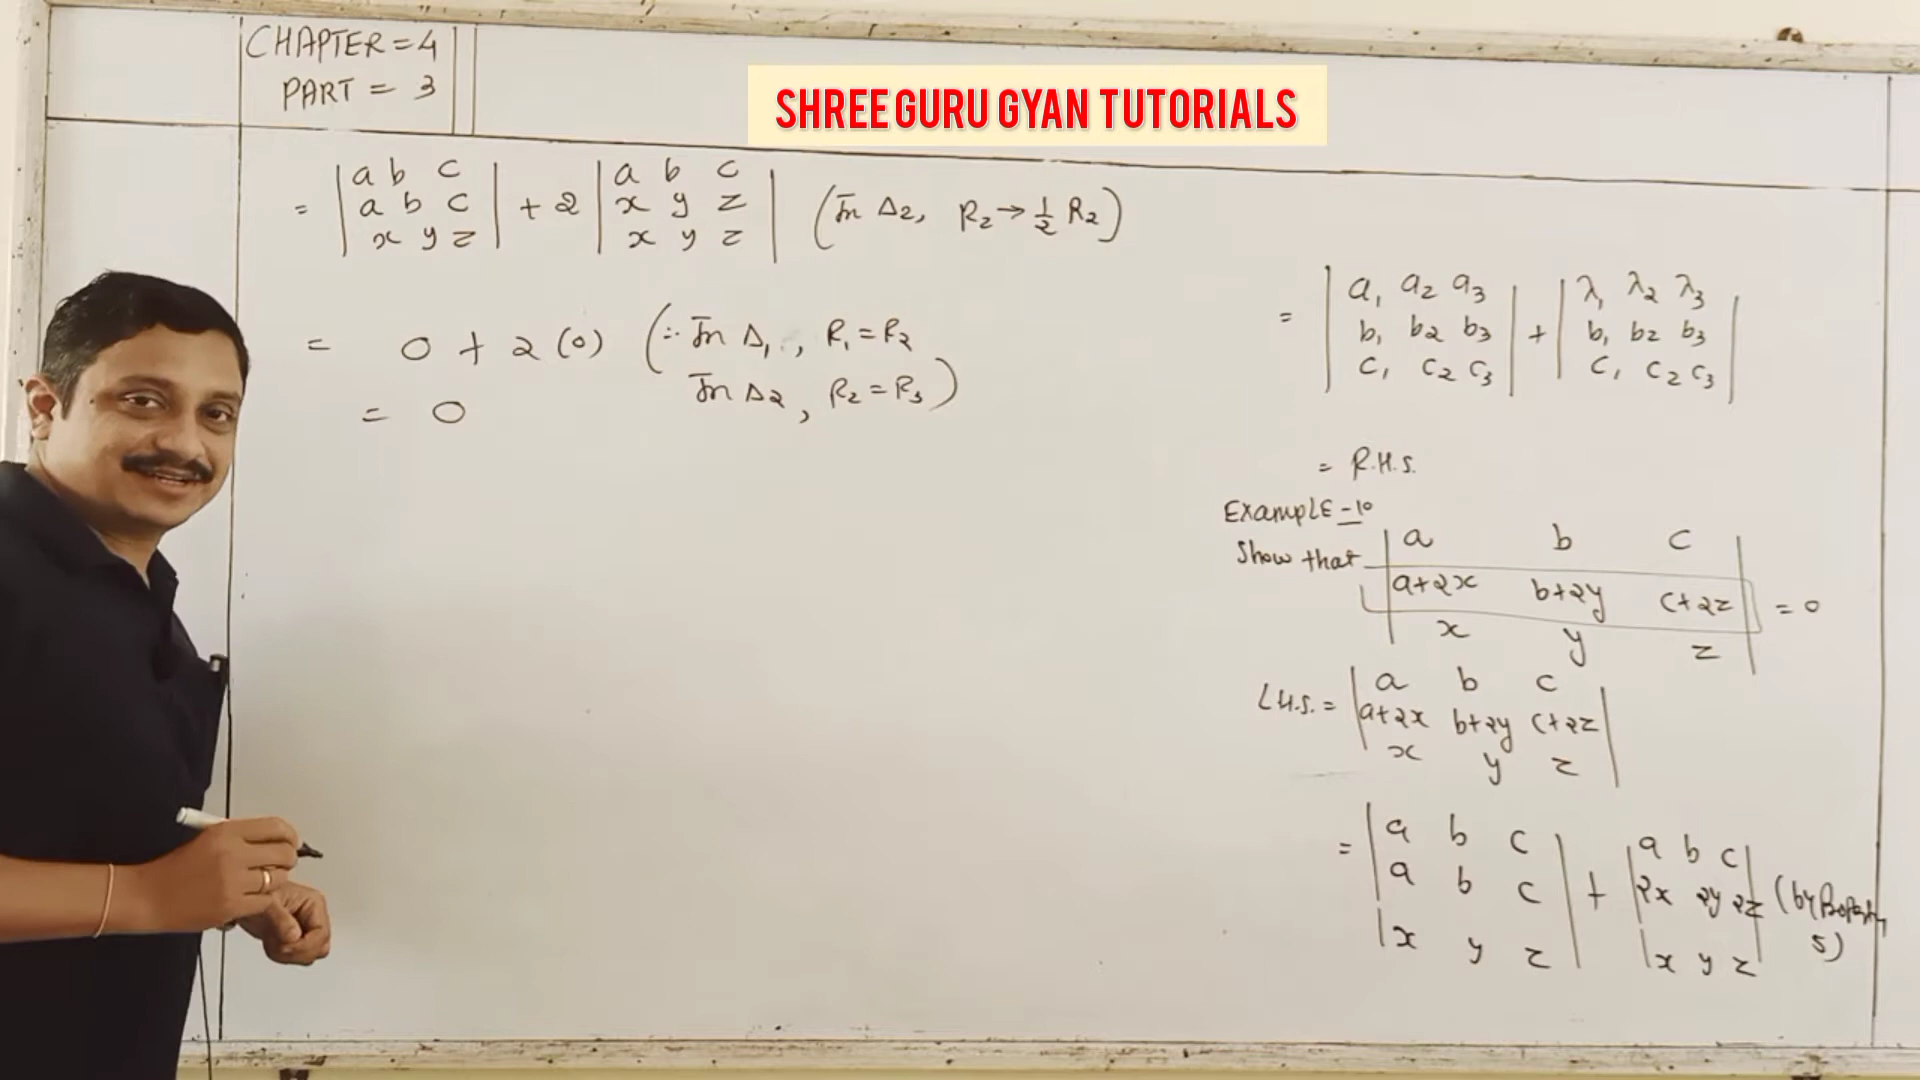 CHAPTER = 4
PART = 3
SHREE GURU GYAN TUTORIALS
= | a b c | + 2 | a b c | (In Δ2, R2 → 1/2 R2)
| a b c | | x y z |
| x y z | | x y z |
= 0 + 2 (0) (∵ In Δ1, R1 = R2
In Δ2, R2 = R3)
= 0
= | a1 a2 a3 | + | λ1 λ2 λ3 |
| b1 b2 b3 | | b1 b2 b3 |
| c1 c2 c3 | | c1 c2 c3 |
= R.H.S.
ExamplE - 10
Show that | a b c |
| a+2x b+2y c+2z | = 0
| x y z |
L.H.S. = | a b c |
| a+2x b+2y c+2z |
| x y z |
= | a b c | + | a b c |
| a b c | | 2x 2y 2z | (by Property
| x y z | | x y z | 5)